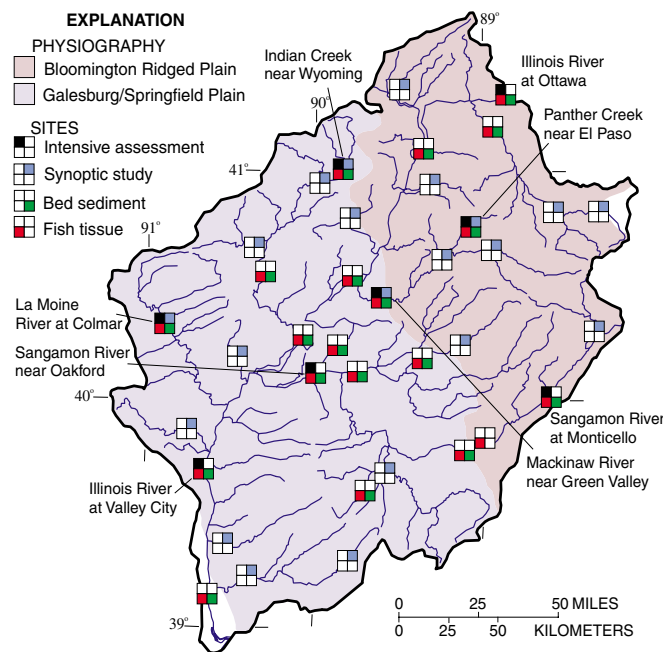 EXPLANATION
PHYSIOGRAPHY
Bloomington Ridged Plain
Galesburg/Springfield Plain
SITES
Intensive assessment
Synoptic study
Bed sediment
Fish tissue
89°
Indian Creek
near Wyoming
Illinois River
at Ottawa
90°
Panther Creek
near El Paso
41°
91°
La Moine
River at Colmar
Sangamon River
near Oakford
40°
Sangamon River
at Monticello
Mackinaw River
near Green Valley
Illinois River
at Valley City
39°
0 25 50 MILES
0 25 50
KILOMETERS